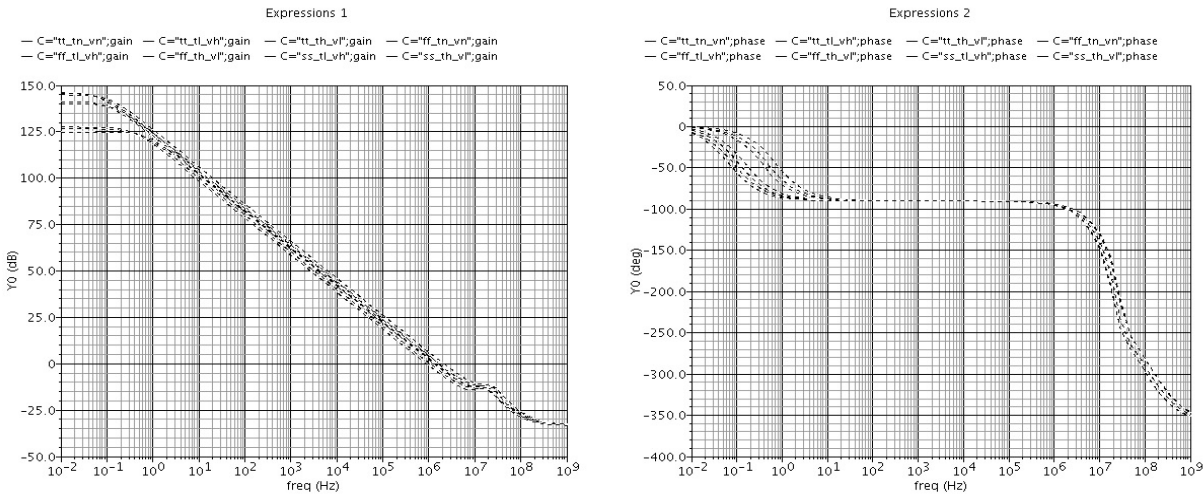 Expressions 1
C="tt_tn_vn";gain C="tt_tl_vh";gain C="tt_th_vl";gain C="ff_tn_vn";gain
C="ff_tl_vh";gain C="ff_th_vl";gain C="ss_tl_vh";gain C="ss_th_vl";gain
150.0
125.0
100.0
75.0
50.0
25.0
0
-25.0
-50.0
Y0 (dB)
10^-2 10^-1 10^0 10^1 10^2 10^3 10^4 10^5 10^6 10^7 10^8 10^9
freq (Hz)
Expressions 2
C="tt_tn_vn";phase C="tt_tl_vh";phase C="tt_th_vl";phase C="ff_tn_vn";phase
C="ff_tl_vh";phase C="ff_th_vl";phase C="ss_tl_vh";phase C="ss_th_vl";phase
50.0
0
-50.0
-100.0
-150.0
-200.0
-250.0
-300.0
-350.0
-400.0
Y0 (deg)
10^-2 10^-1 10^0 10^1 10^2 10^3 10^4 10^5 10^6 10^7 10^8 10^9
freq (Hz)